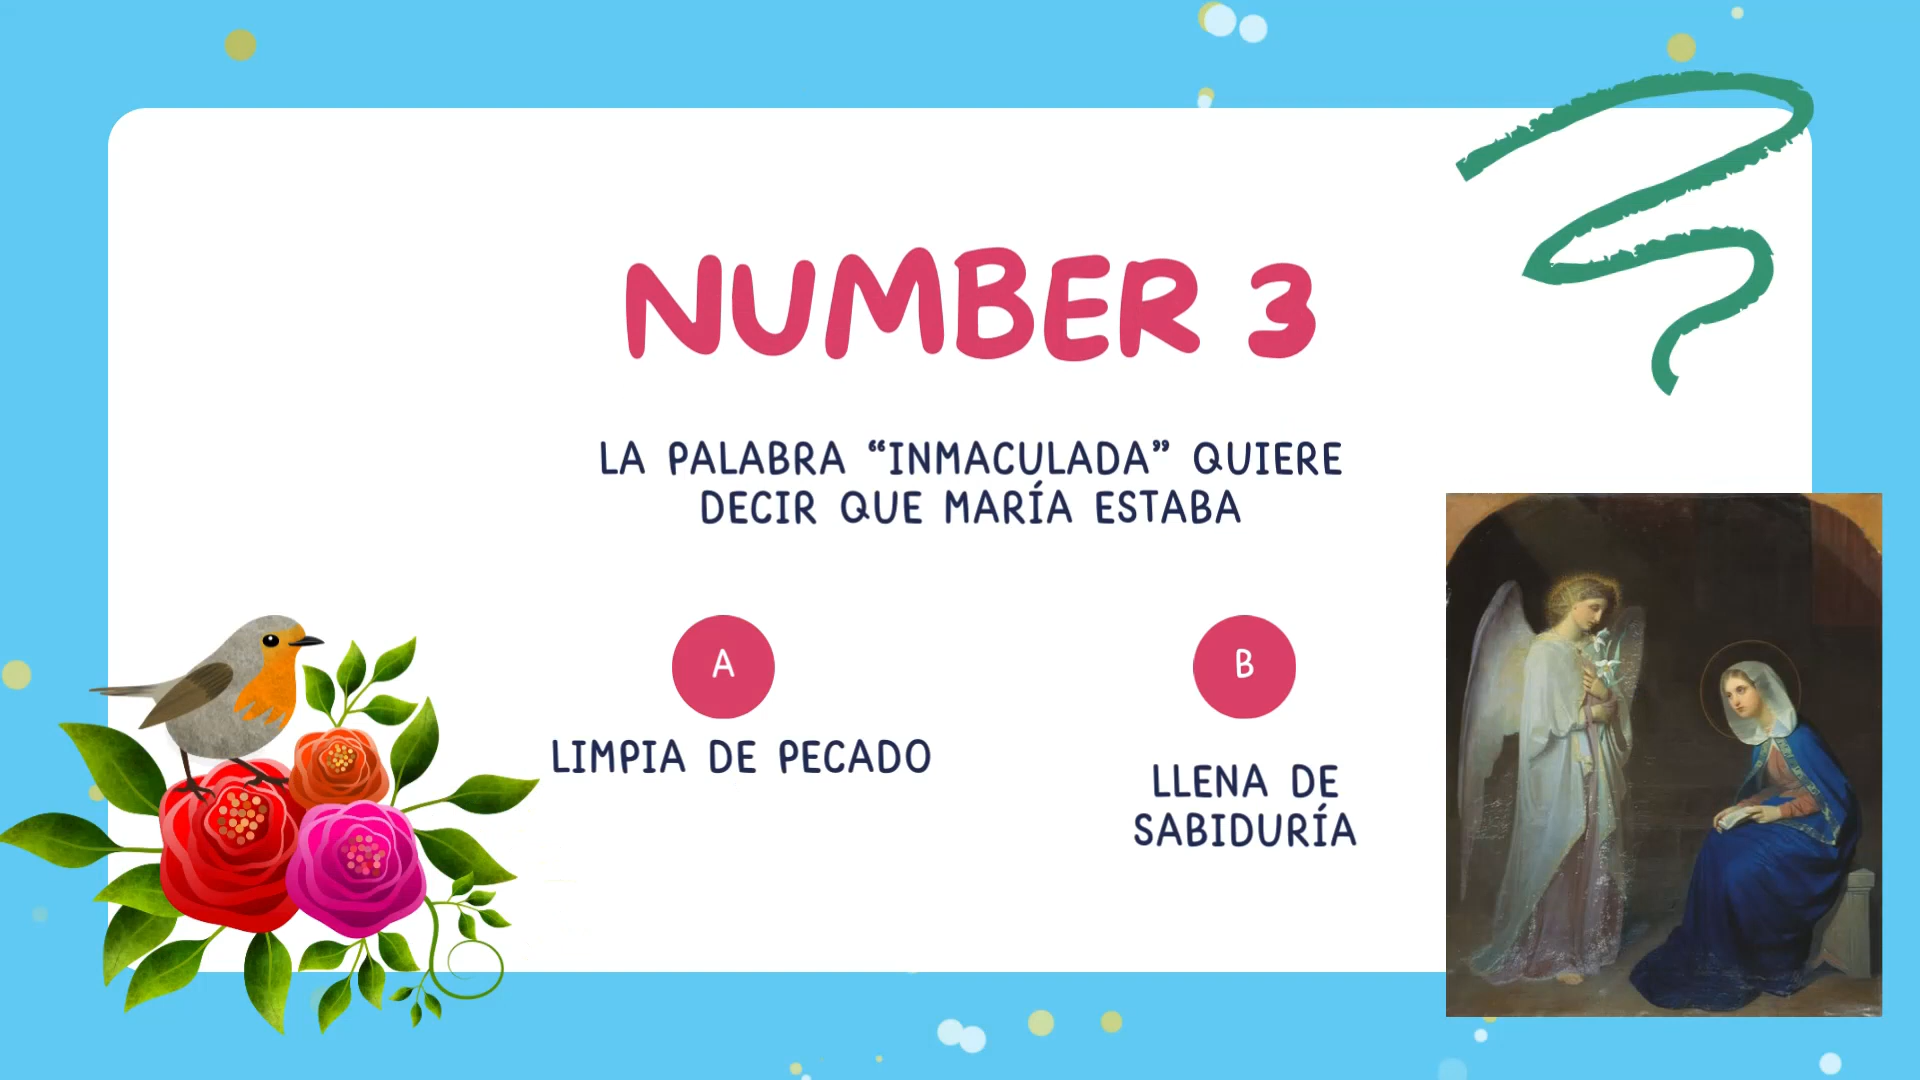 NUMBER 3
LA PALABRA “INMACULADA” QUIERE
DECIR QUE MARÍA ESTABA
A
LIMPIA DE PECADO
B
LLENA DE
SABIDURÍA